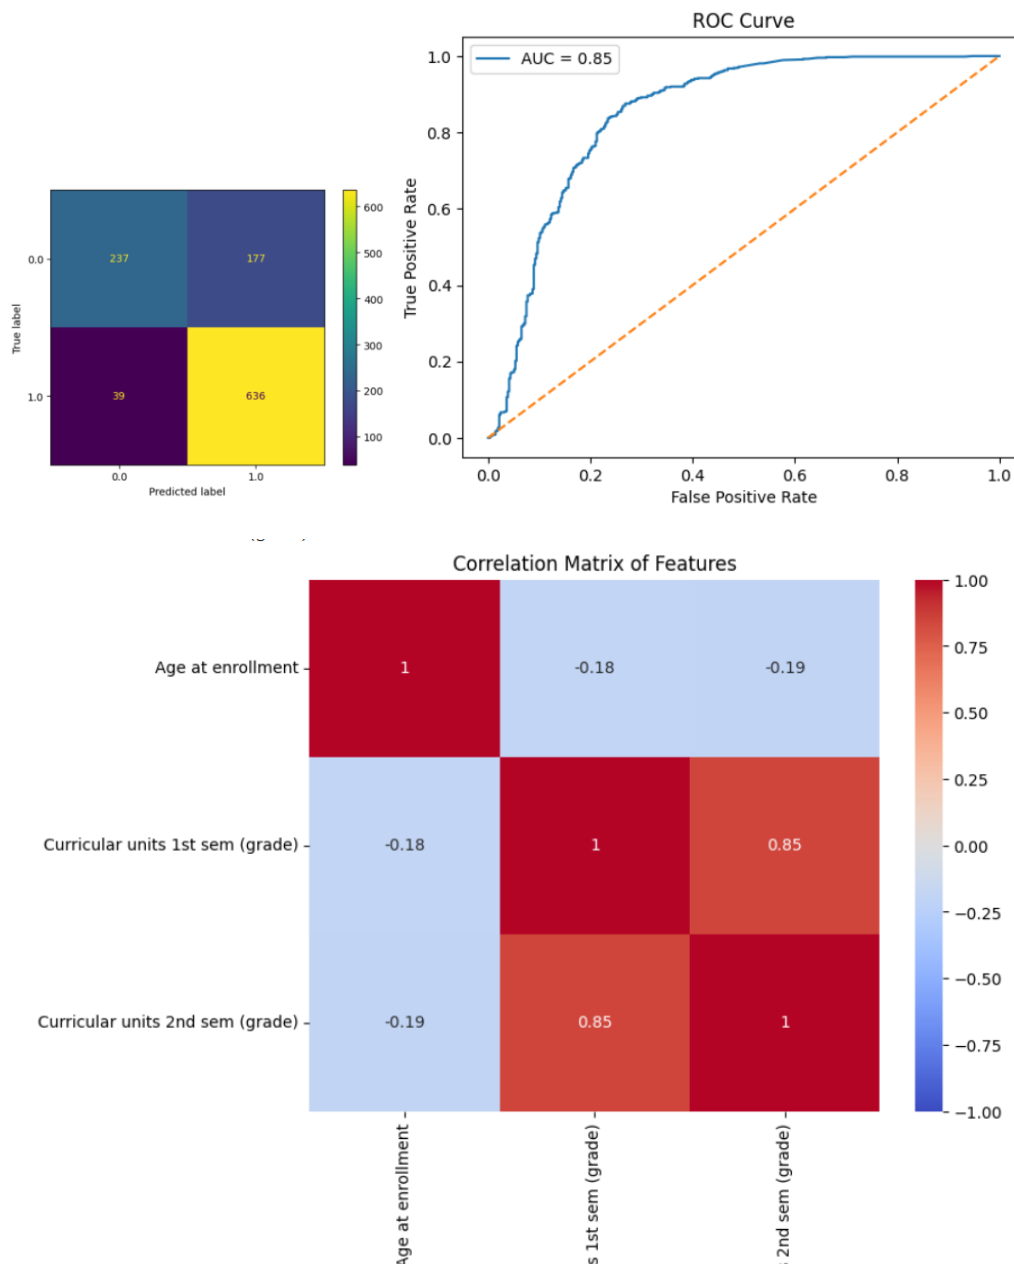 ROC Curve
AUC = 0.85
1.0
0.8
0.6
0.4
0.2
0.0
True Positive Rate
0.0 0.2 0.4 0.6 0.8 1.0
False Positive Rate
237 177
39 636
0.0
1.0
True label
0.0 1.0
Predicted label
600
500
400
300
200
100
Correlation Matrix of Features
Age at enrollment
1 -0.18 -0.19
Curricular units 1st sem (grade)
-0.18 1 0.85
Curricular units 2nd sem (grade)
-0.19 0.85 1
1.00
0.75
0.50
0.25
0.00
−0.25
−0.50
−0.75
−1.00
Age at enrollment
s 1st sem (grade)
2nd sem (grade)